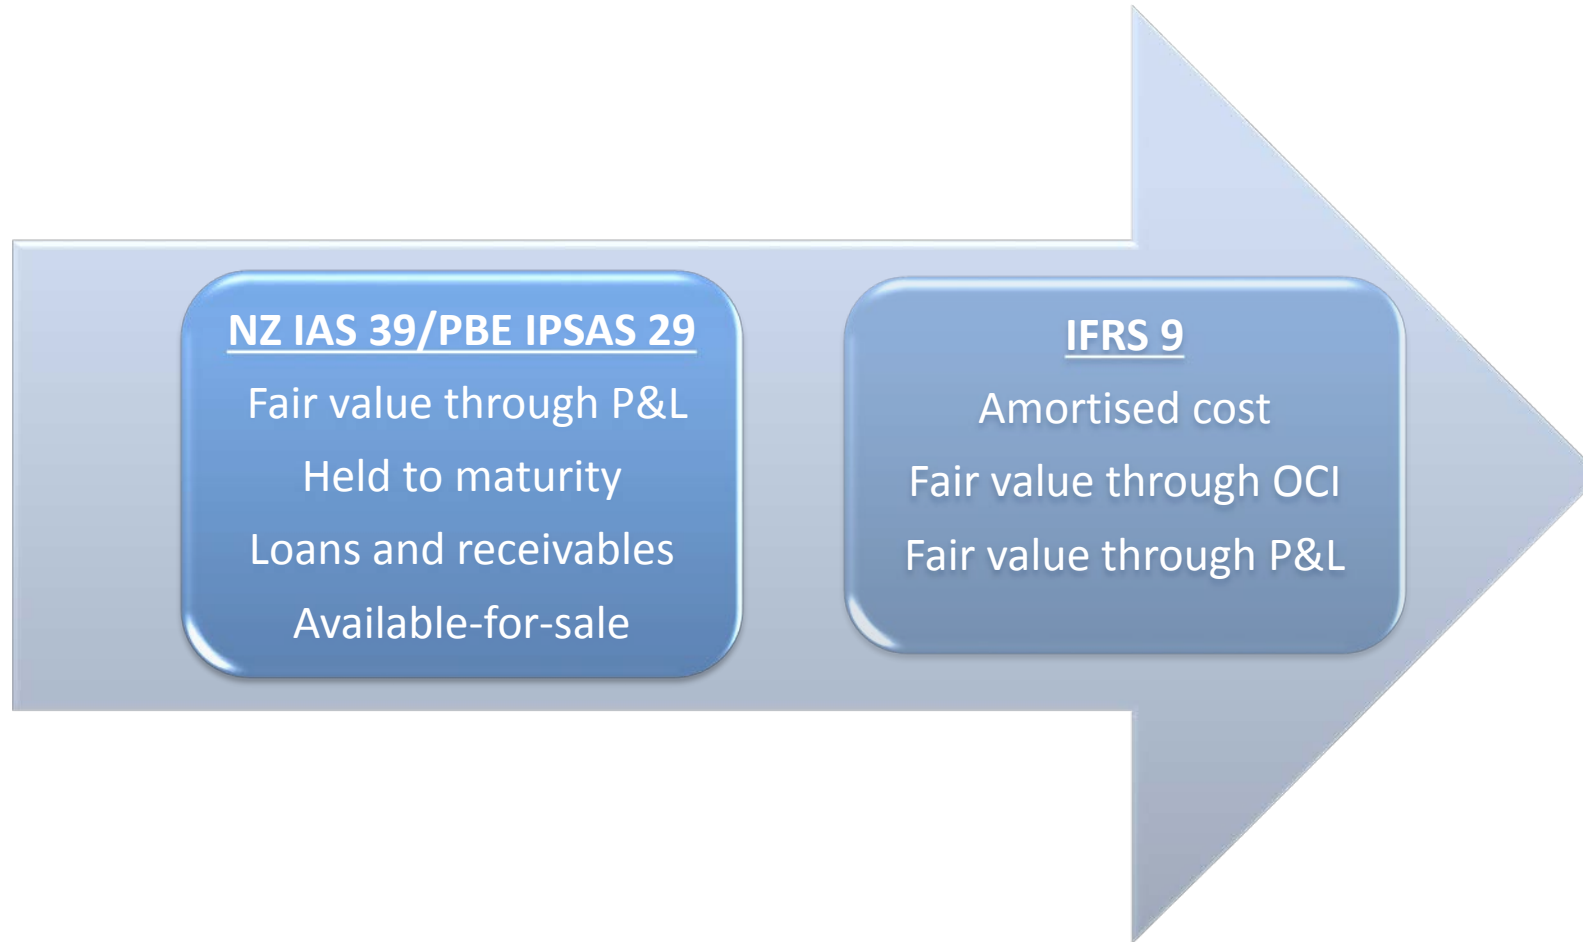 NZ IAS 39/PBE IPSAS 29
Fair value through P&L
Held to maturity
Loans and receivables
Available-for-sale
IFRS 9
Amortised cost
Fair value through OCI
Fair value through P&L